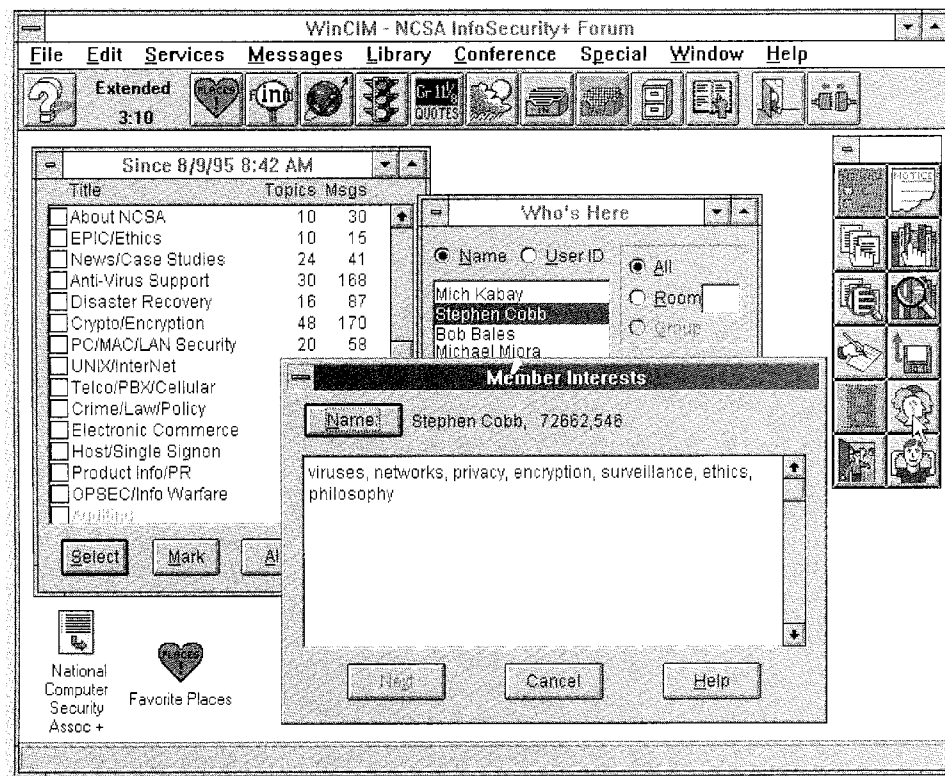 WinCIM - NCSA InfoSecurity+ Forum
File Edit Services Messages Library Conference Special Window Help
Extended
3:10
PLACES
FIND
QUOTES
Since 8/9/95 8:42 AM
Title Topics Msgs
About NCSA 10 30
EPIC/Ethics 10 15
News/Case Studies 24 41
Anti-Virus Support 30 168
Disaster Recovery 16 87
Crypto/Encryption 48 170
PC/MAC/LAN Security 20 58
UNIX/InterNet
Telco/PBX/Cellular
Crime/Law/Policy
Electronic Commerce
Host/Single Signon
Product Info/PR
OPSEC/Info Warfare
Auditing
Select Mark Al
Who's Here
Name User ID
All
Room
Group
Mich Kabay
Stephen Cobb
Bob Bales
Michael Miora
NOTICE
Member Interests
Name: Stephen Cobb, 72662,546
viruses, networks, privacy, encryption, surveillance, ethics,
philosophy
Next Cancel Help
National
Computer
Security
Assoc +
PLACES
Favorite Places